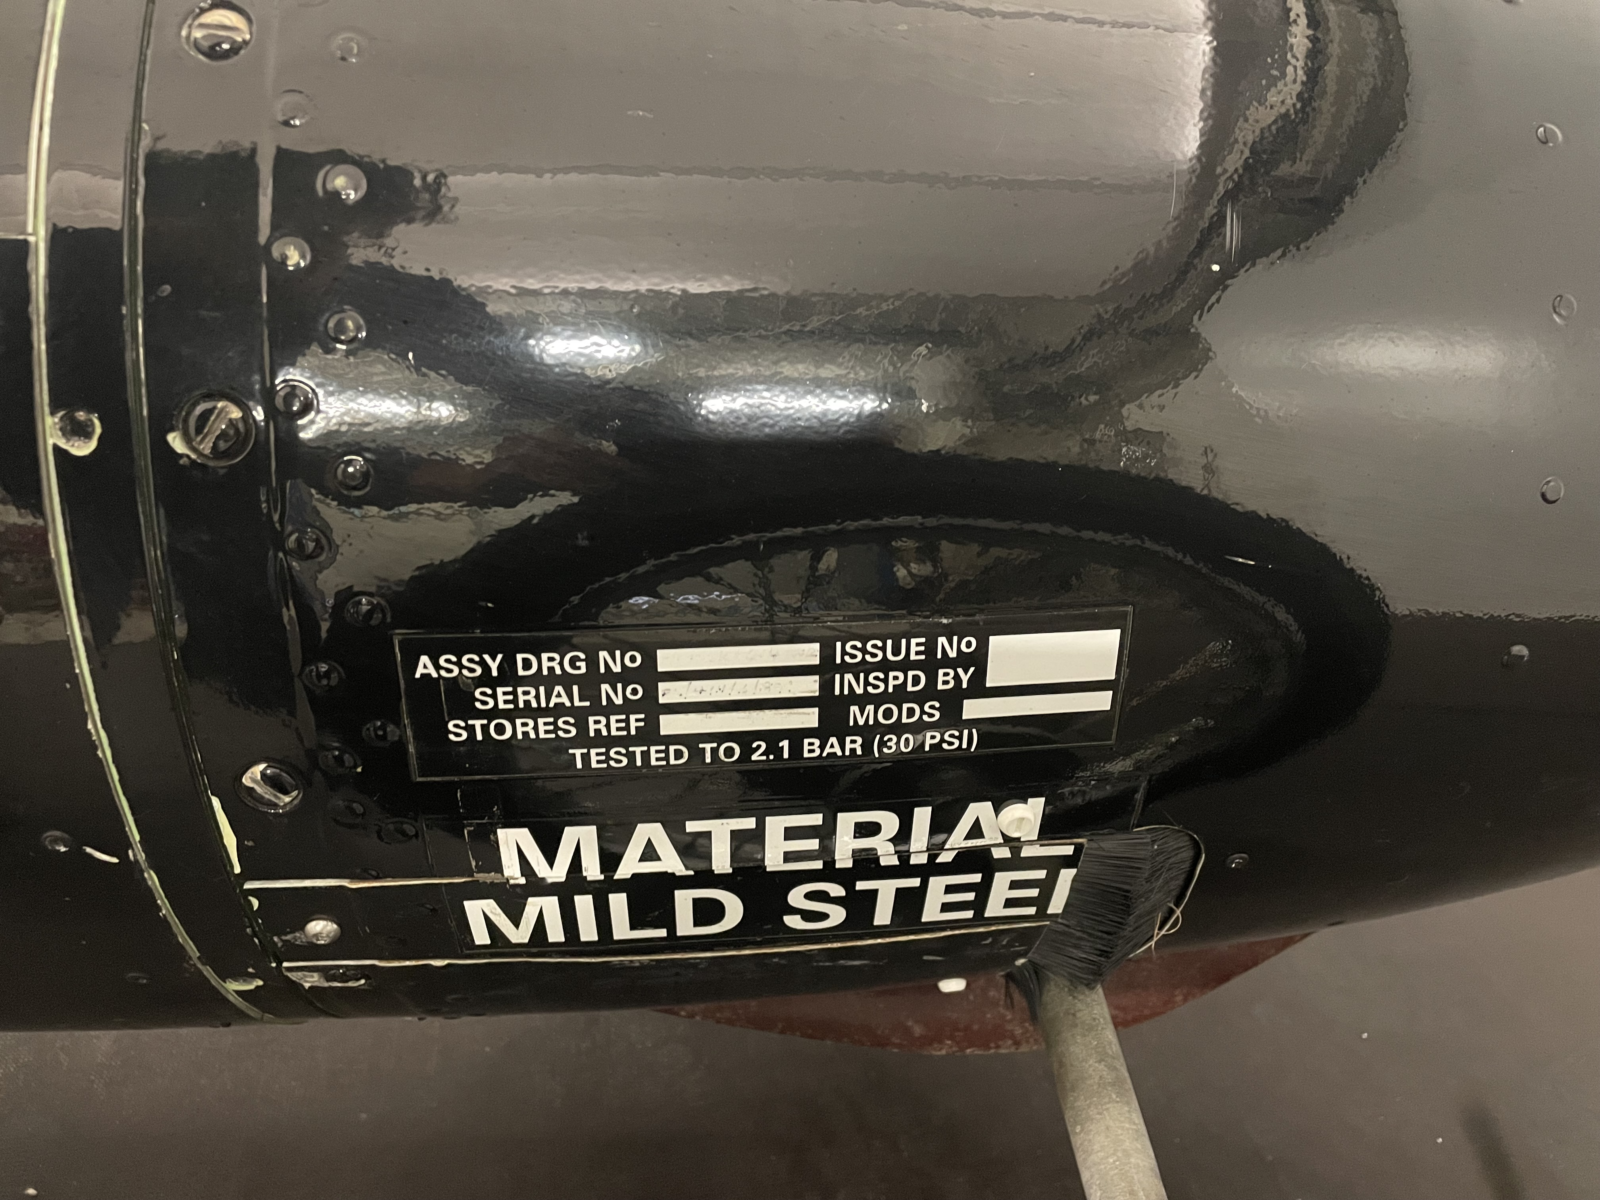 ASSY DRG No ISSUE No
SERIAL No INSPD BY
STORES REF MODS
TESTED TO 2.1 BAR (30 PSI)
MATERIAL
MILD STEEL